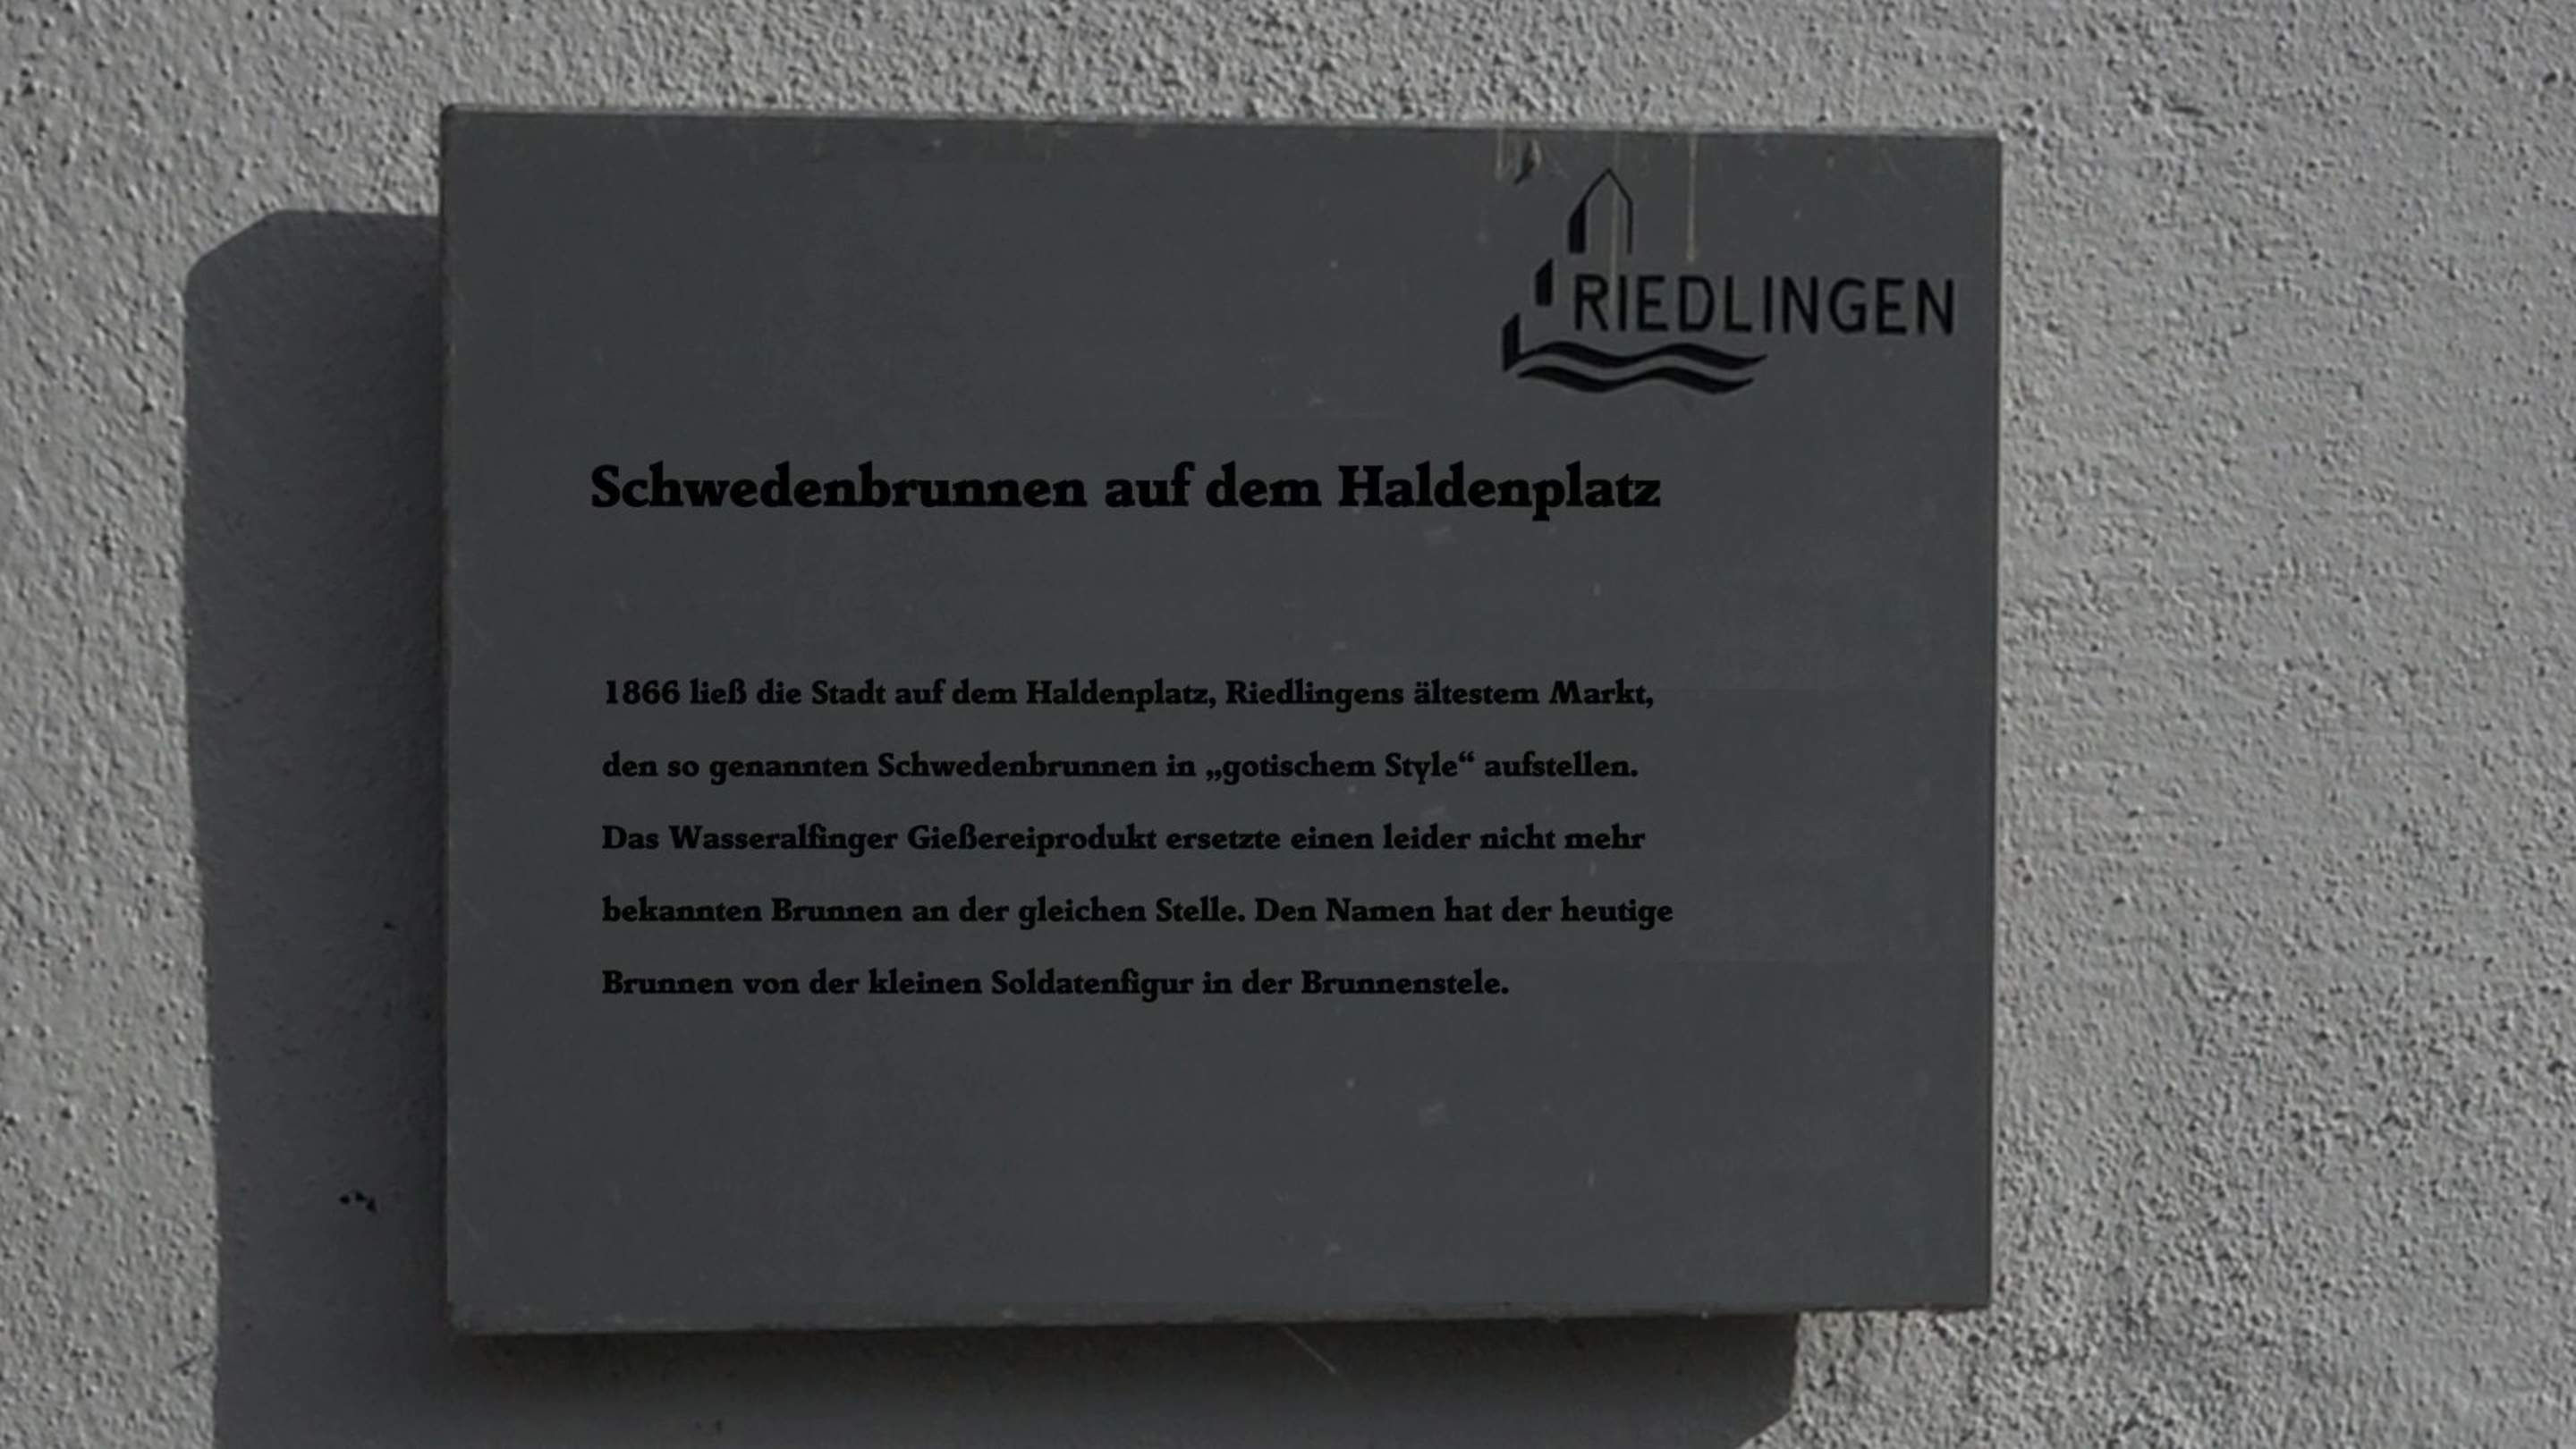 RIEDLINGEN
Schwedenbrunnen auf dem Haldenplatz
1866 ließ die Stadt auf dem Haldenplatz, Riedlingens ältestem Markt,
den so genannten Schwedenbrunnen in „gotischem Style“ aufstellen.
Das Wasseralfinger Gießereiprodukt ersetzte einen leider nicht mehr
bekannten Brunnen an der gleichen Stelle. Den Namen hat der heutige
Brunnen von der kleinen Soldatenfigur in der Brunnenstele.